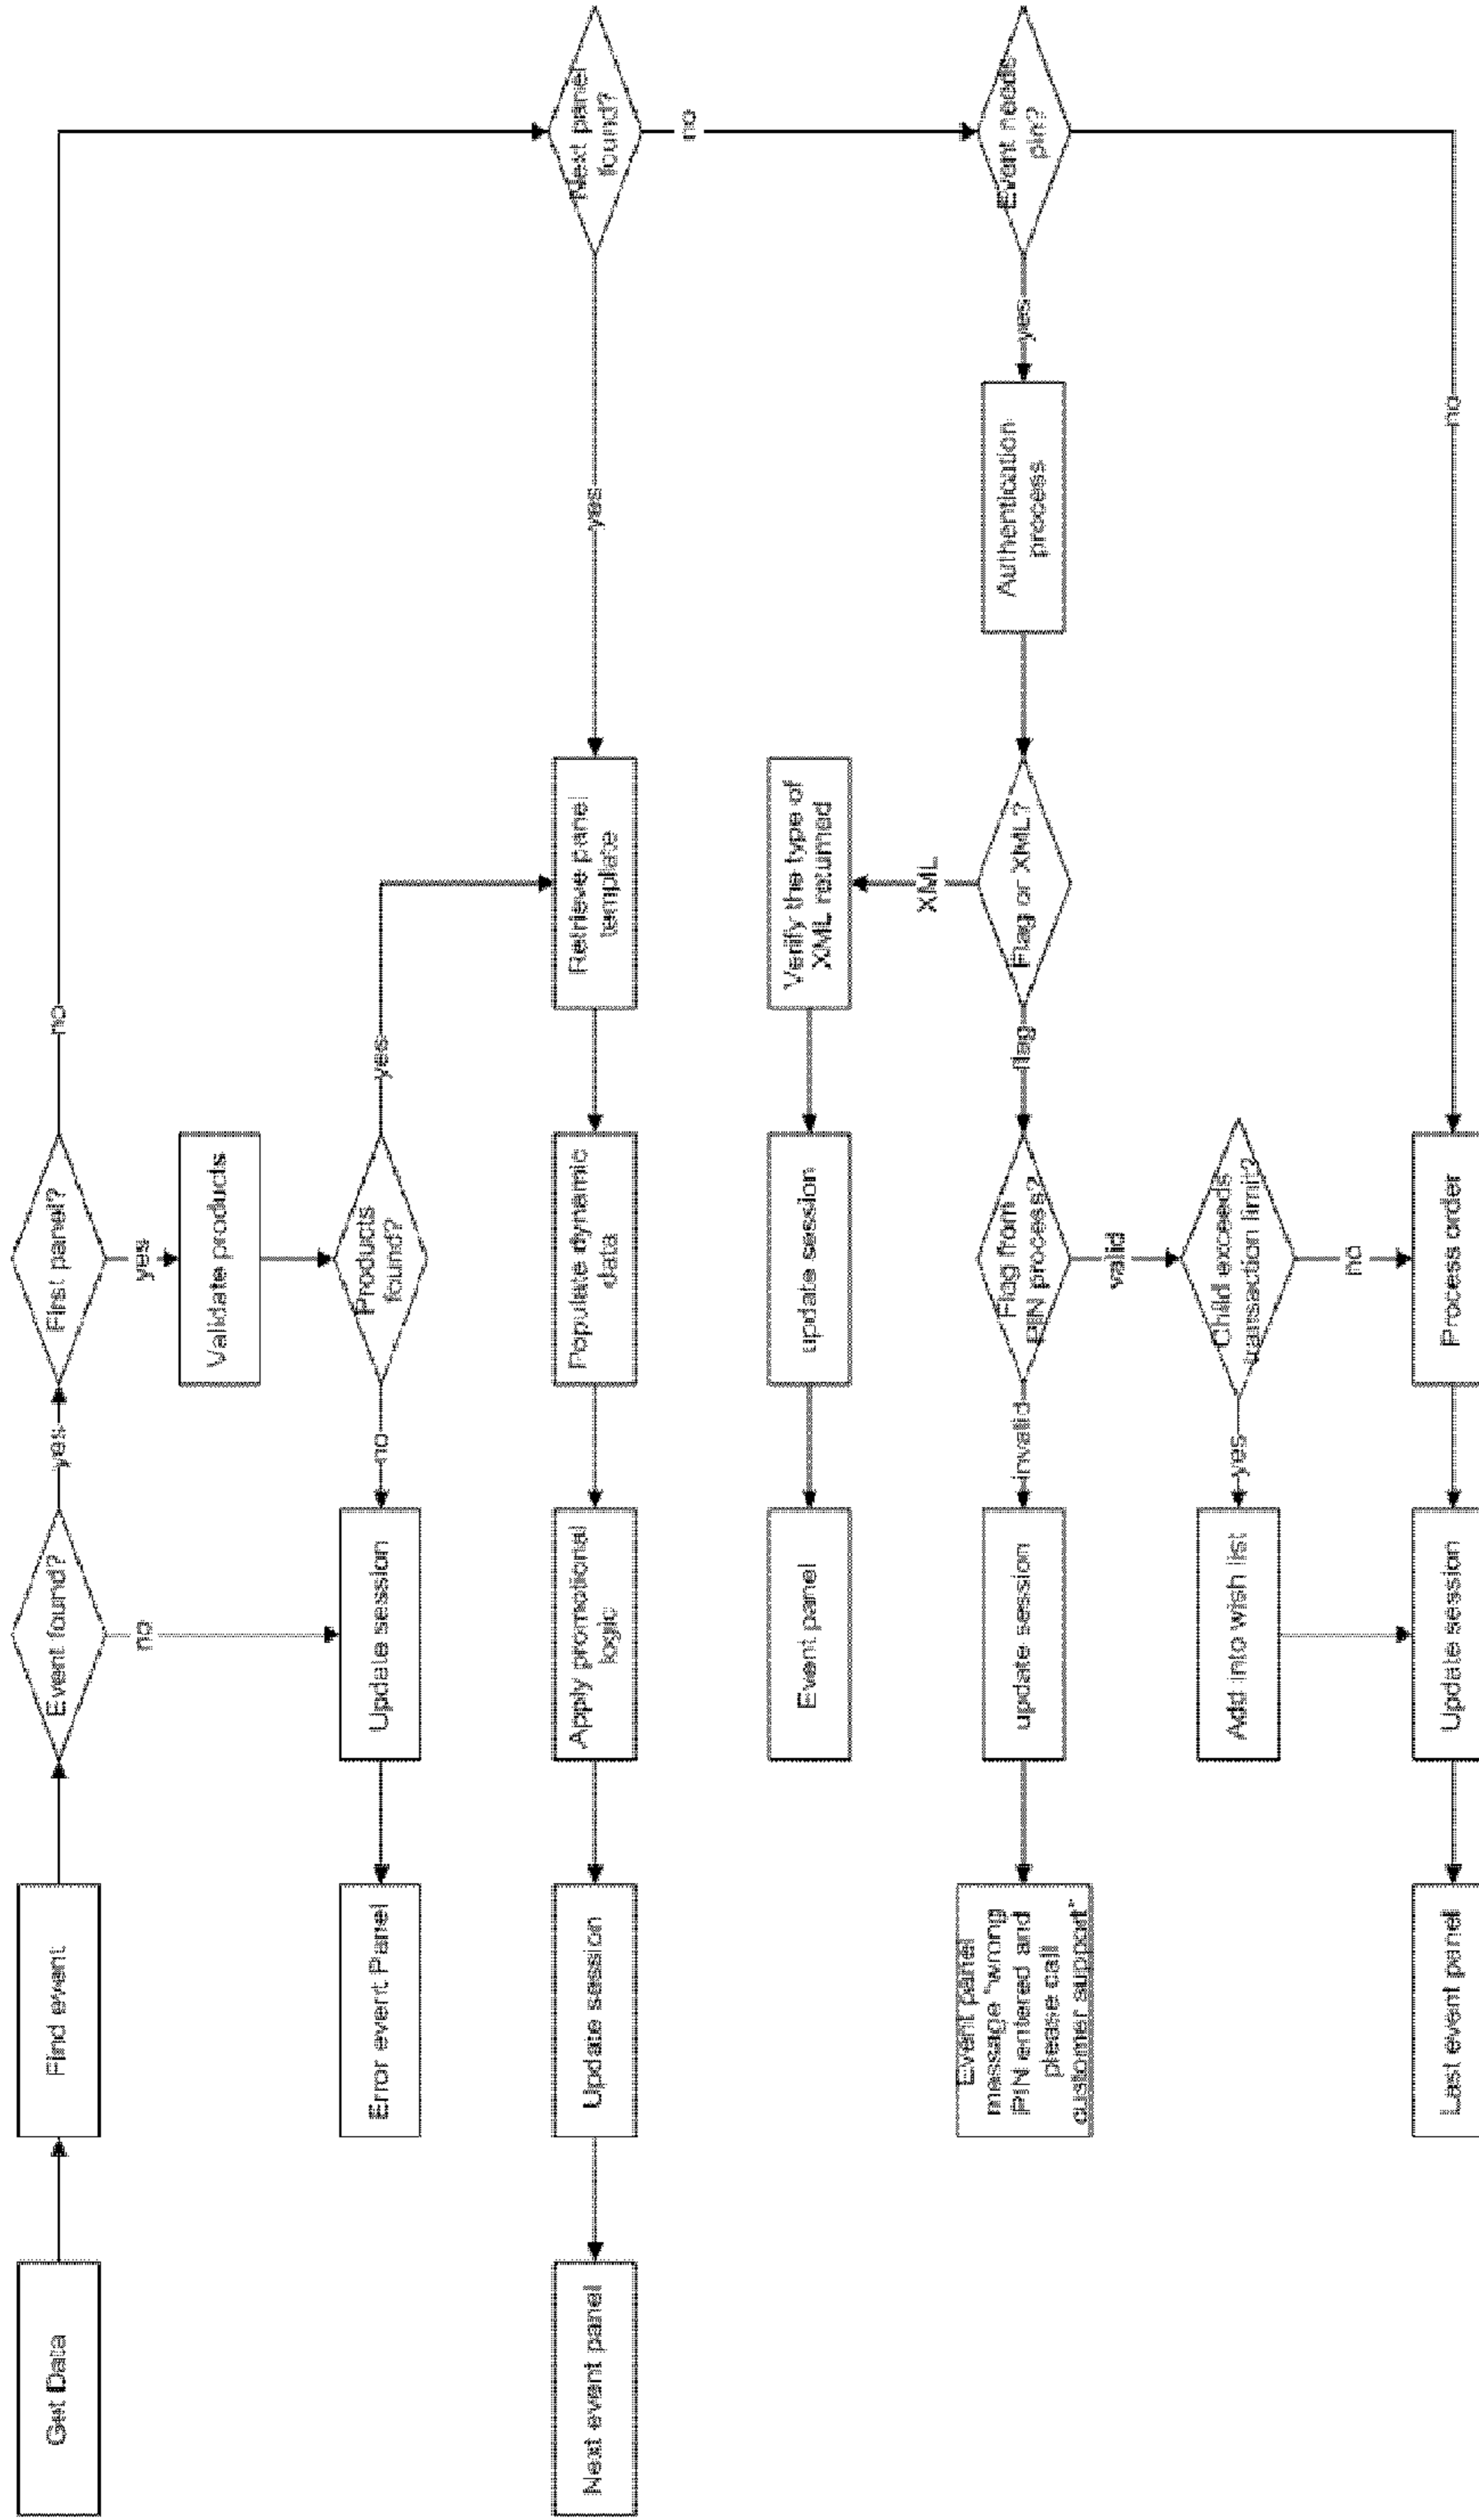 Get Data
Find event
Event found?
yes
First panel?
no
no
yes
Validate products
Error event Panel
Update session
no
Products
found?
yes
Next event panel
Update session
Apply promotional
logic
Populate dynamic
data
Retrieve panel
template
yes
Next panel
found?
no
Event panel
update session
Verify the type of
XML returned
XML
Event panel
message "wrong
PIN entered and
please call
customer support"
update session
invalid
Flag from
PIN process?
flag
Flag or XML?
Authentication
process
yes
Event needs
pin?
valid
Add into wish list
yes
Child exceeds
transaction limit?
no
Last event panel
Update session
Process order
no